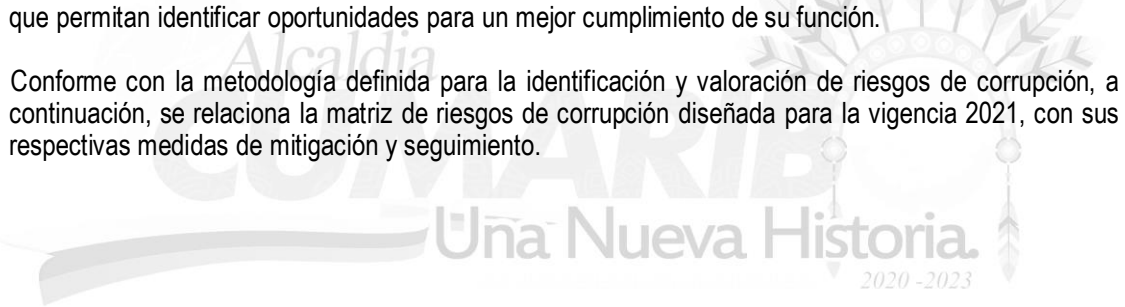 que permitan identificar oportunidades para un mejor cumplimiento de su función.
Alcaldía
Conforme con la metodología definida para la identificación y valoración de riesgos de corrupción, a
continuación, se relaciona la matriz de riesgos de corrupción diseñada para la vigencia 2021, con sus
respectivas medidas de mitigación y seguimiento.
CUMARIBO
Una Nueva Historia.
2020 -2023